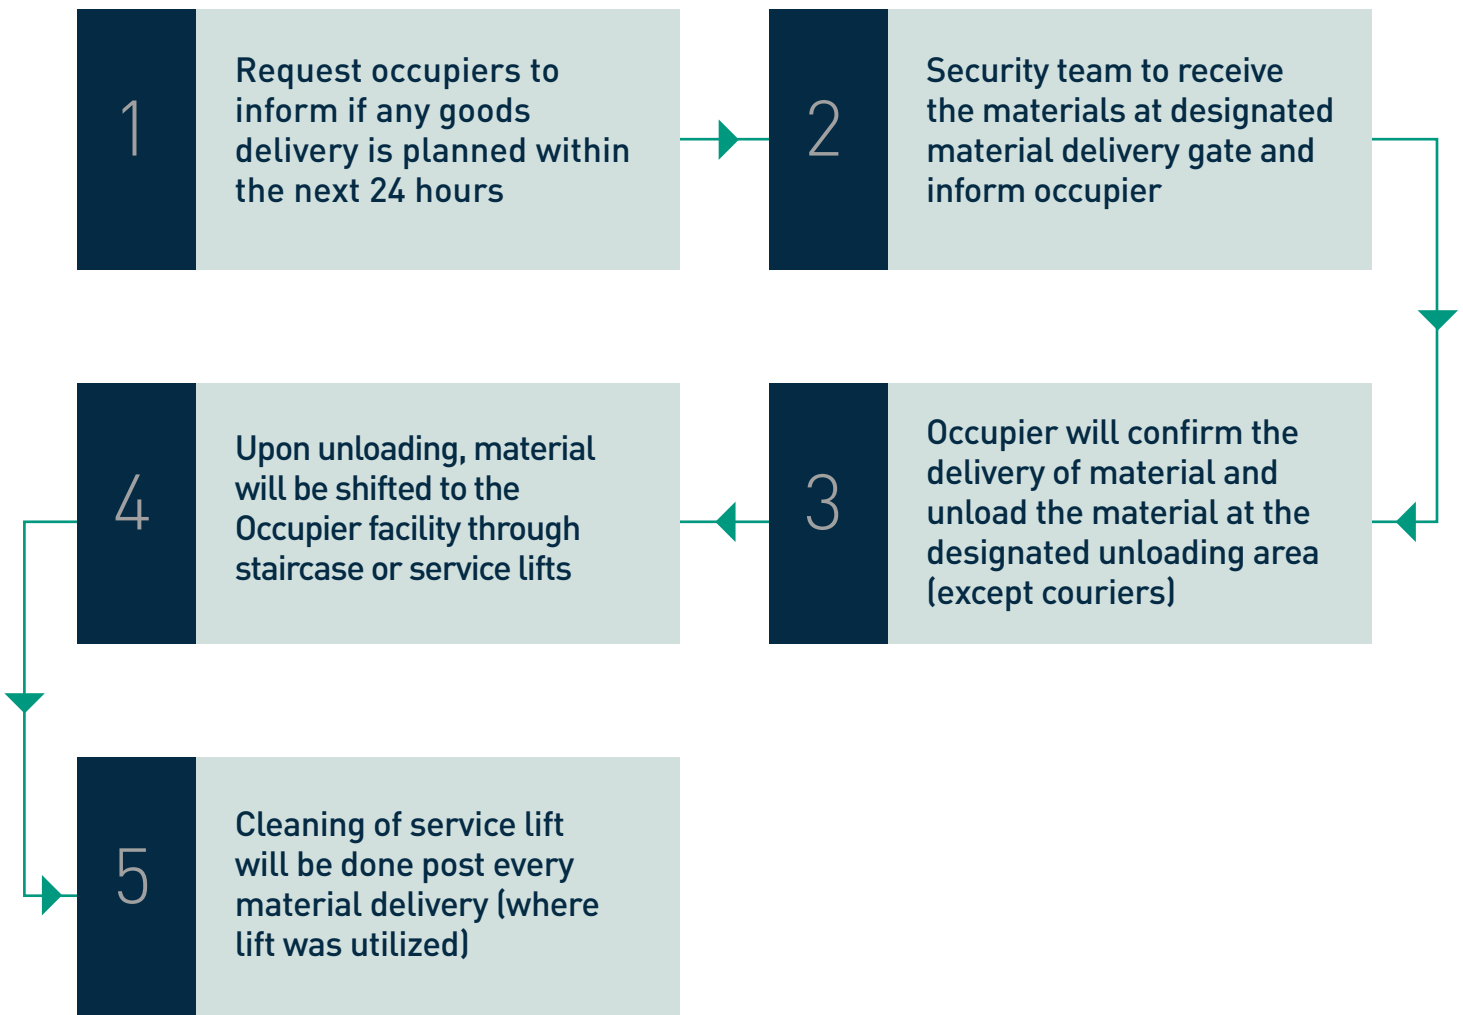 1
Request occupiers to
inform if any goods
delivery is planned within
the next 24 hours
2
Security team to receive
the materials at designated
material delivery gate and
inform occupier
3
Occupier will confirm the
delivery of material and
unload the material at the
designated unloading area
(except couriers)
4
Upon unloading, material
will be shifted to the
Occupier facility through
staircase or service lifts
5
Cleaning of service lift
will be done post every
material delivery (where
lift was utilized)